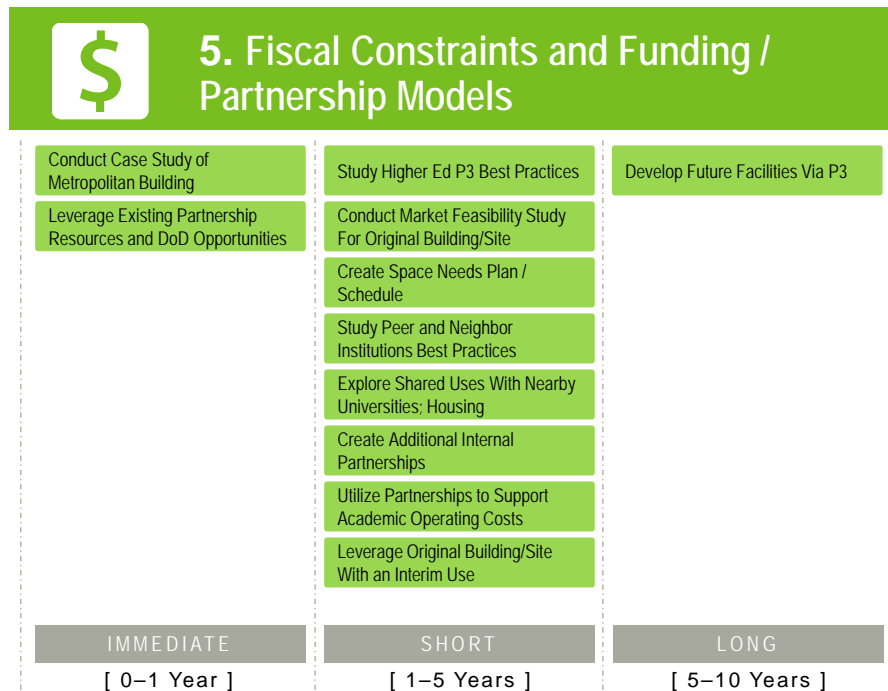 $
5. Fiscal Constraints and Funding /
Partnership Models
Conduct Case Study of
Metropolitan Building
Leverage Existing Partnership
Resources and DoD Opportunities
Study Higher Ed P3 Best Practices
Conduct Market Feasibility Study
For Original Building/Site
Create Space Needs Plan /
Schedule
Study Peer and Neighbor
Institutions Best Practices
Explore Shared Uses With Nearby
Universities; Housing
Create Additional Internal
Partnerships
Utilize Partnerships to Support
Academic Operating Costs
Leverage Original Building/Site
With an Interim Use
Develop Future Facilities Via P3
IMMEDIATE
[ 0–1 Year ]
SHORT
[ 1–5 Years ]
LONG
[ 5–10 Years ]